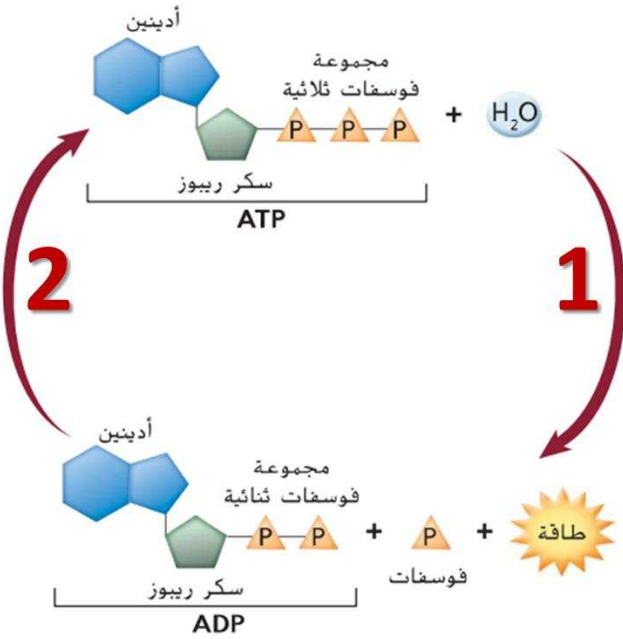 أدينين
مجموعة
فوسفات ثلاثية
P P P + H₂O
سكر ريبوز
ATP
2
1
أدينين
مجموعة
فوسفات ثنائية
P P + P + طاقة
فوسفات
سكر ريبوز
ADP